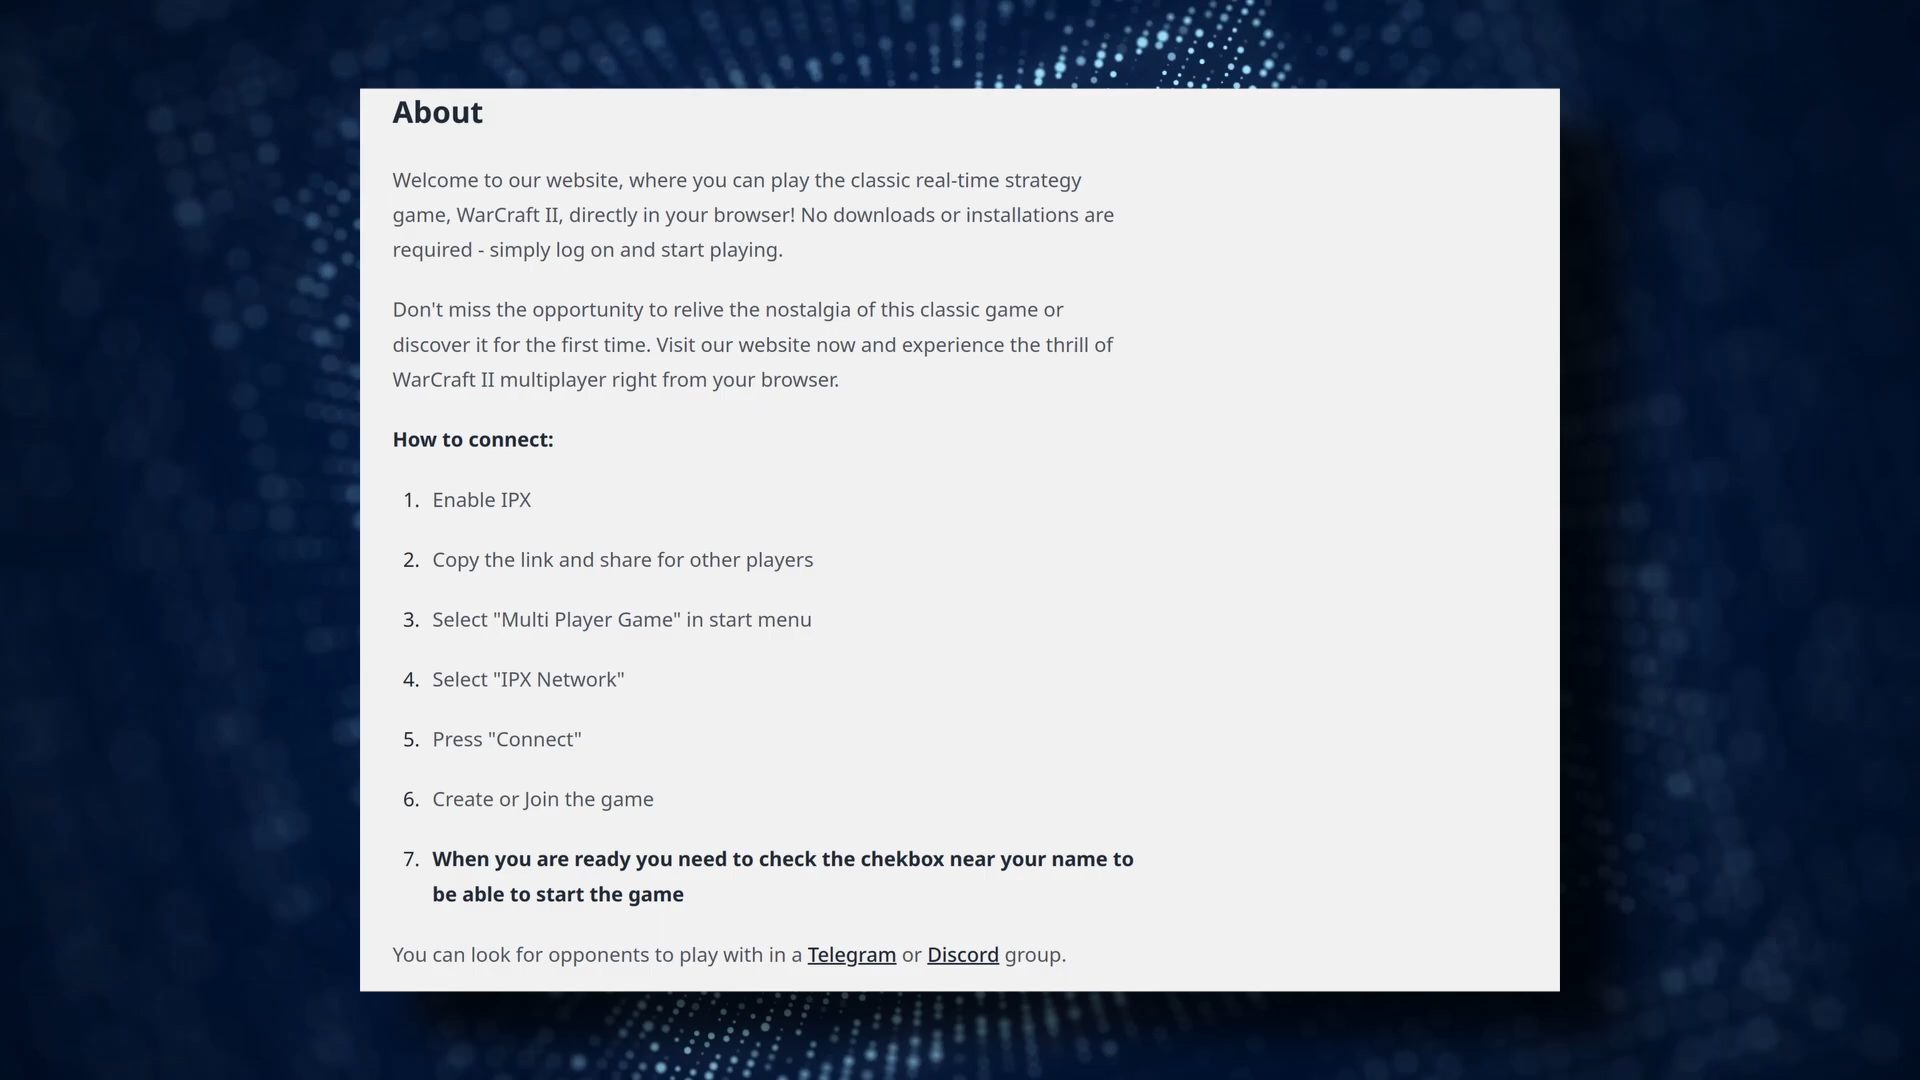 About
Welcome to our website, where you can play the classic real-time strategy
game, WarCraft II, directly in your browser! No downloads or installations are
required - simply log on and start playing.
Don't miss the opportunity to relive the nostalgia of this classic game or
discover it for the first time. Visit our website now and experience the thrill of
WarCraft II multiplayer right from your browser.
How to connect:
1. Enable IPX
2. Copy the link and share for other players
3. Select "Multi Player Game" in start menu
4. Select "IPX Network"
5. Press "Connect"
6. Create or Join the game
7. When you are ready you need to check the chekbox near your name to
be able to start the game
You can look for opponents to play with in a Telegram or Discord group.